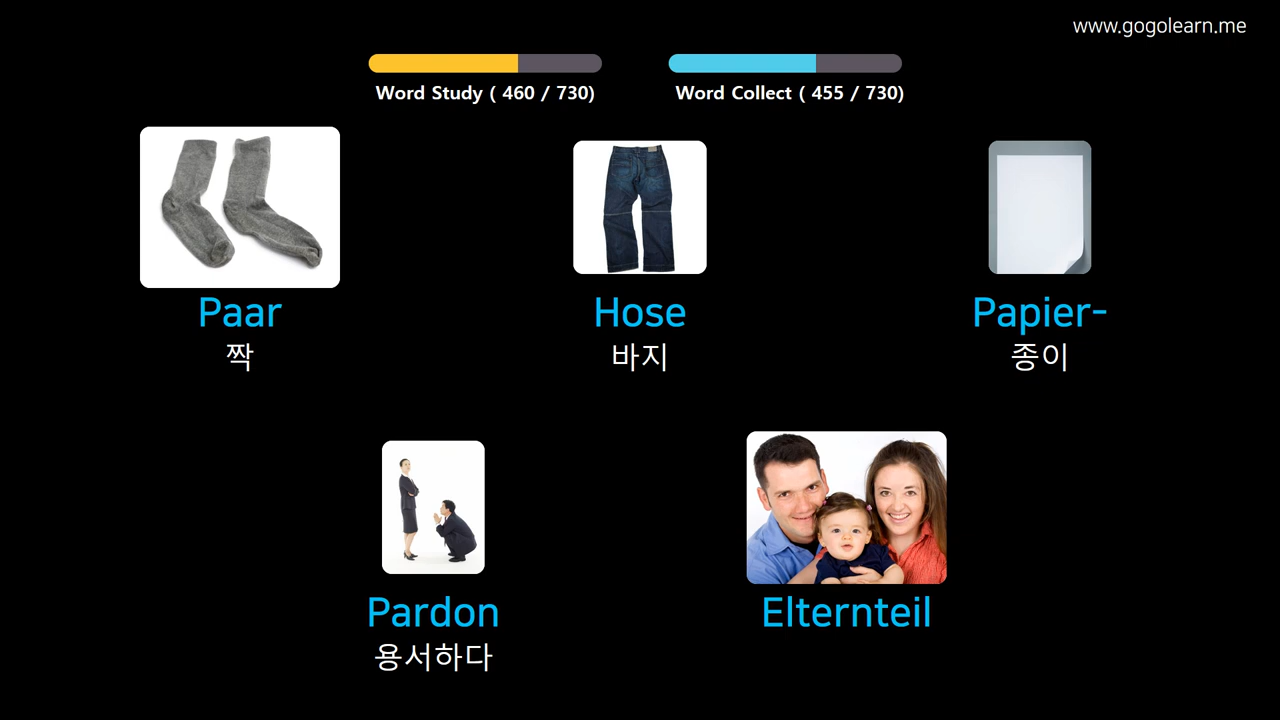 www.gogolearn.me
Word Study ( 460 / 730)
Word Collect ( 455 / 730)
Paar
짝
Hose
바지
Papier-
종이
Pardon
용서하다
Elternteil